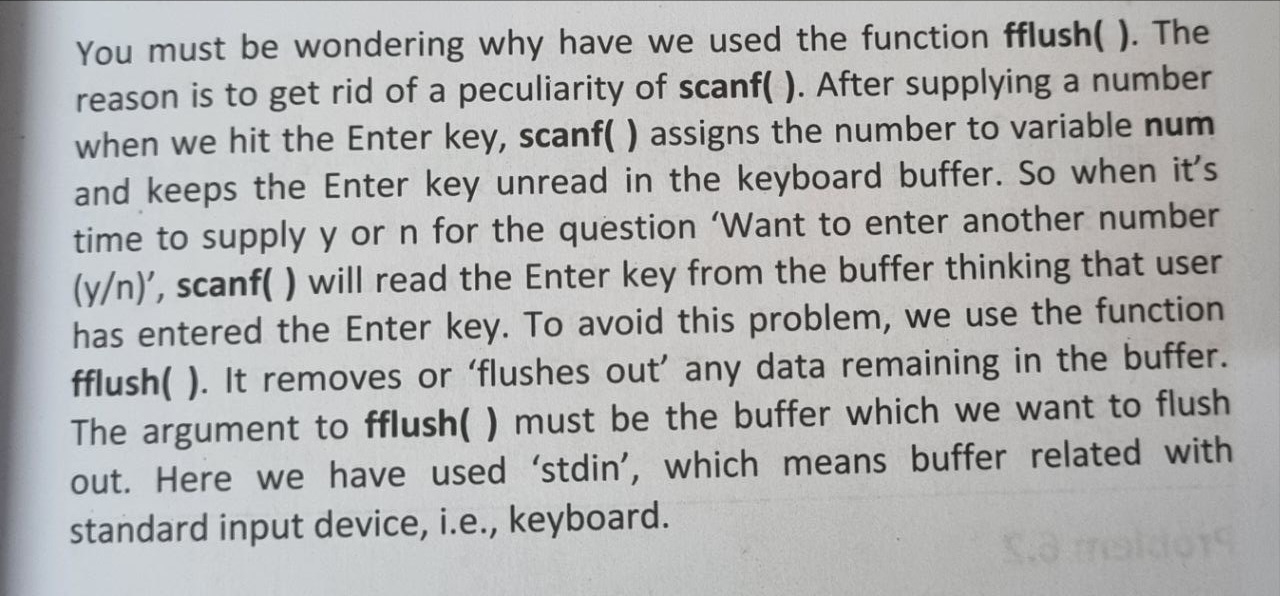 You must be wondering why have we used the function fflush( ). The
reason is to get rid of a peculiarity of scanf( ). After supplying a number
when we hit the Enter key, scanf( ) assigns the number to variable num
and keeps the Enter key unread in the keyboard buffer. So when it's
time to supply y or n for the question ‘Want to enter another number
(y/n)’, scanf( ) will read the Enter key from the buffer thinking that user
has entered the Enter key. To avoid this problem, we use the function
fflush( ). It removes or ‘flushes out’ any data remaining in the buffer.
The argument to fflush( ) must be the buffer which we want to flush
out. Here we have used ‘stdin’, which means buffer related with
standard input device, i.e., keyboard.